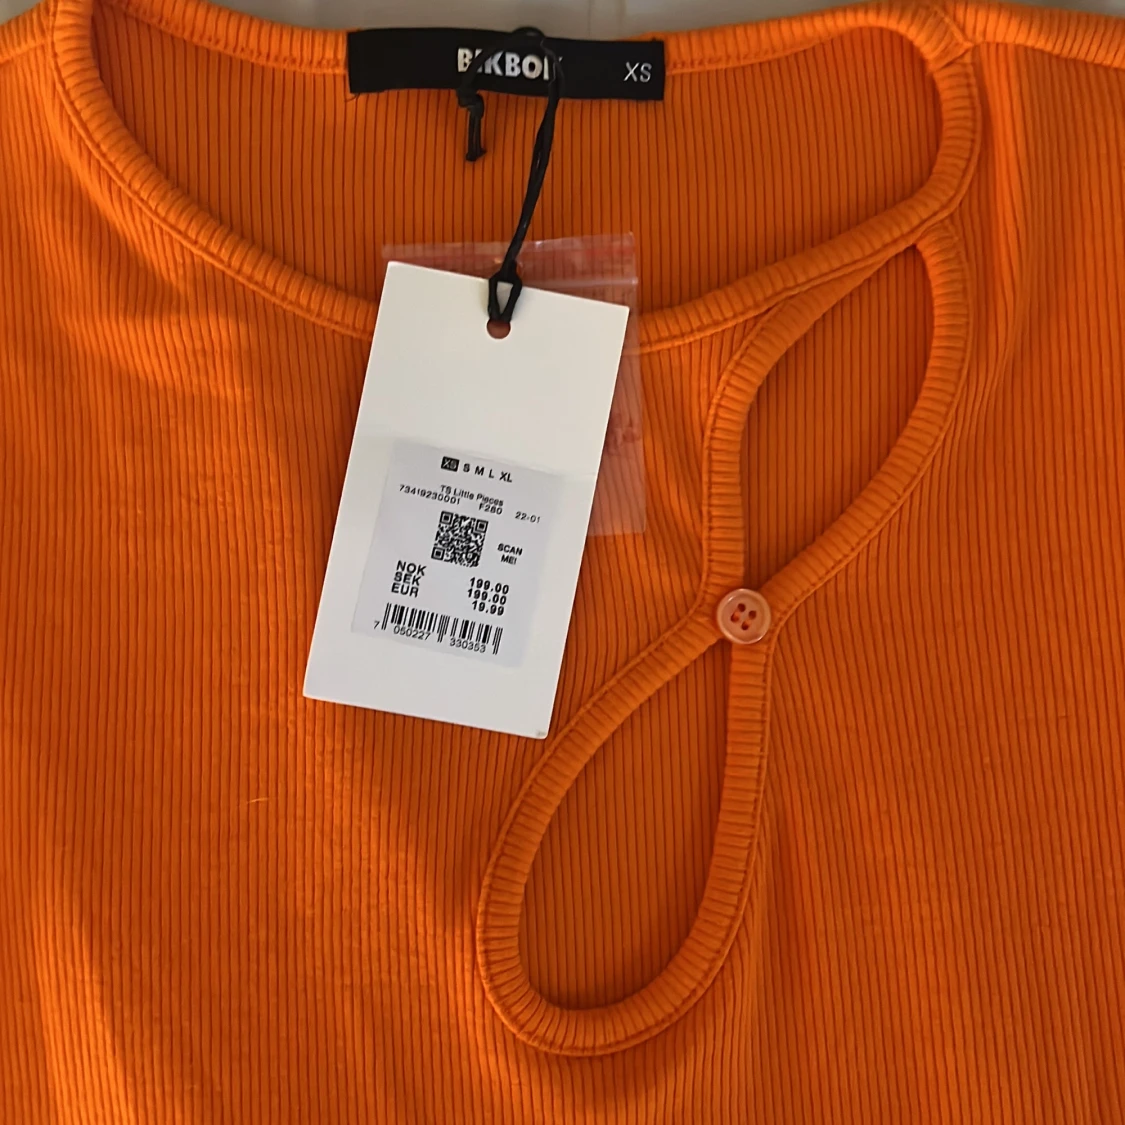 BIKBOK XS
XS S M L XL
TS Little Pieces
73419230001 F280 22-01
SCAN
ME!
NOK 199.00
SEK 199.00
EUR 19.99
7 050227 330353